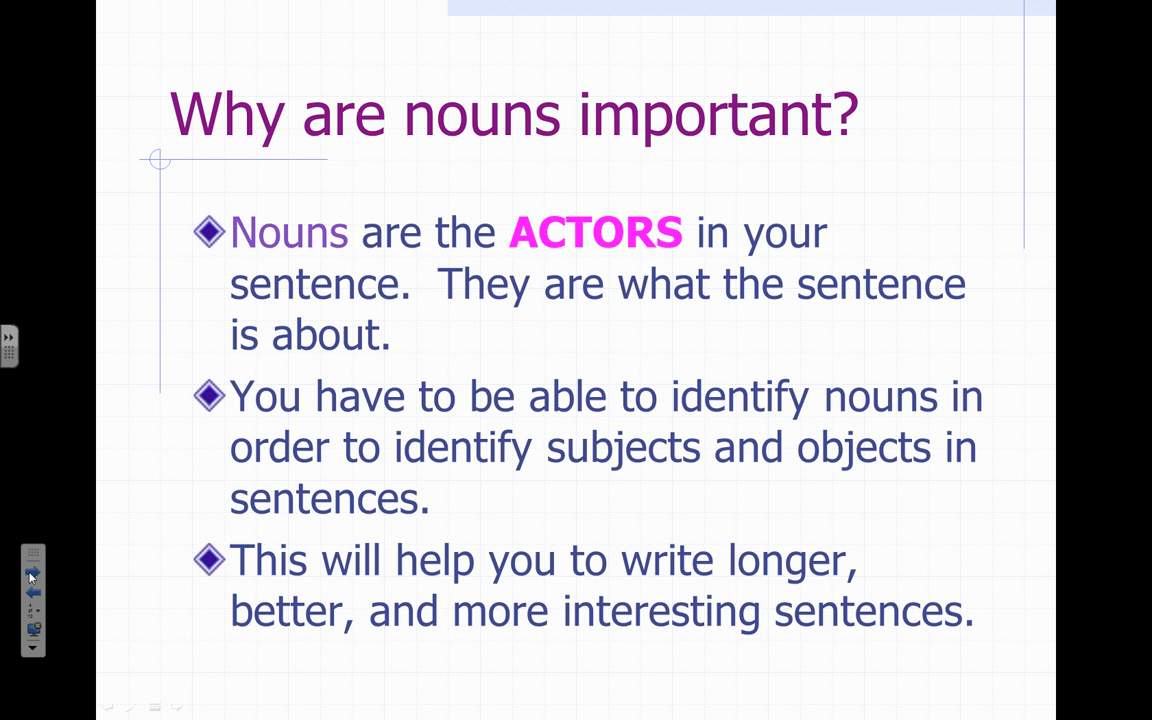 Why are nouns important?
Nouns are the ACTORS in your
sentence.  They are what the sentence
is about.
You have to be able to identify nouns in
order to identify subjects and objects in
sentences.
This will help you to write longer,
better, and more interesting sentences.